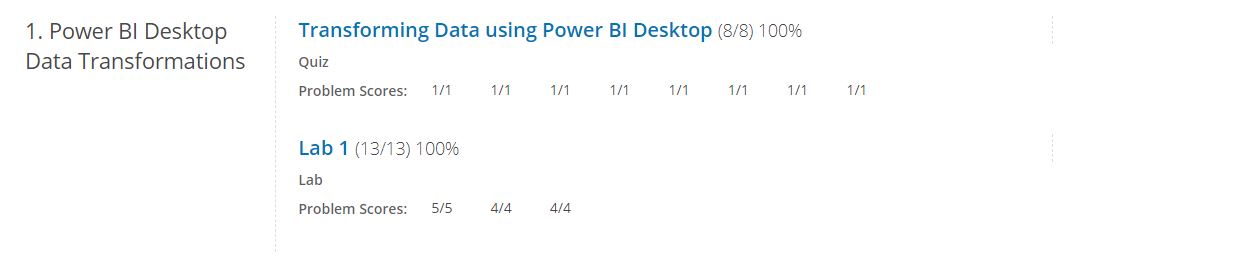 1. Power BI Desktop
Data Transformations
Transforming Data using Power BI Desktop (8/8) 100%
Quiz
Problem Scores: 1/1 1/1 1/1 1/1 1/1 1/1 1/1 1/1
Lab 1 (13/13) 100%
Lab
Problem Scores: 5/5 4/4 4/4